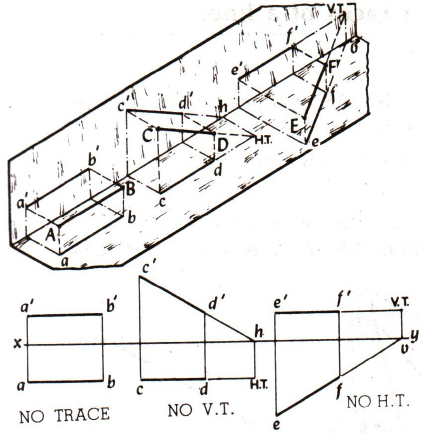 V.T.
f' v
e' F
c' d' h f
b' C D H.T. E e
a' B d
A b c
a
c'
a' b' d' e' f' V.T.
x h v y
a b c d H.T. f
e
NO TRACE NO V.T. NO H.T.